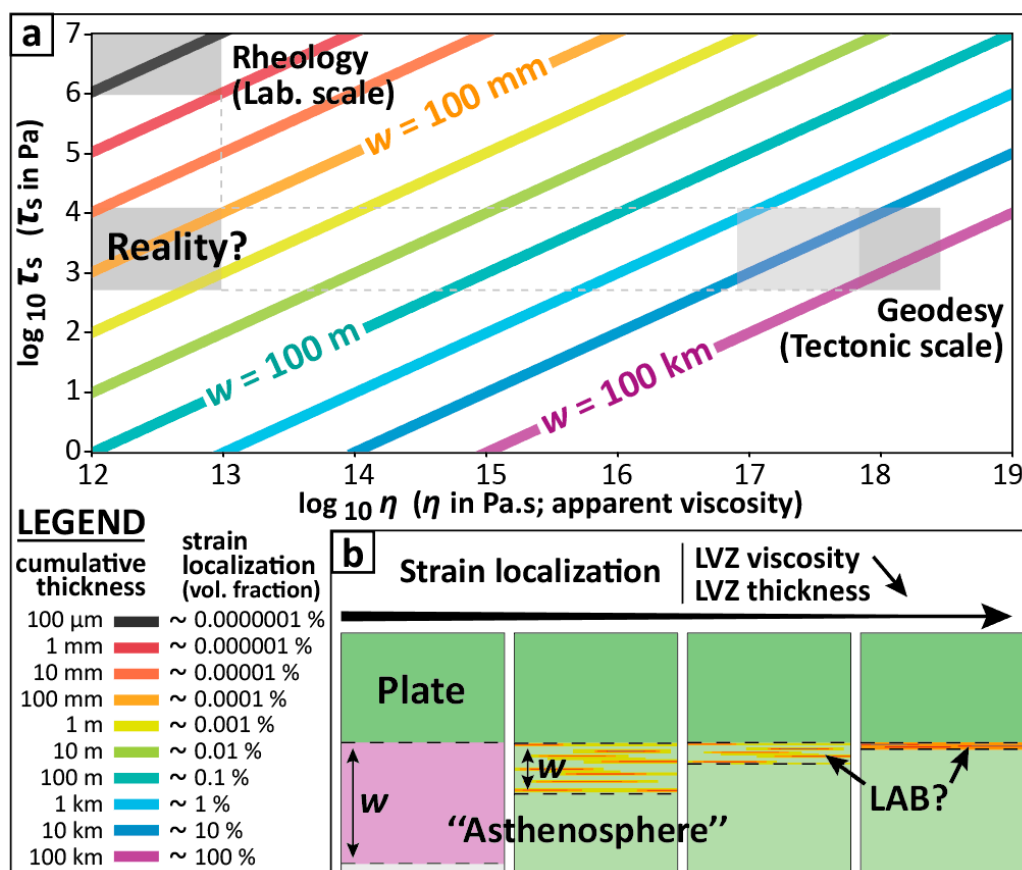 a
7
6
5
4
3
2
1
0
log 10 τs (τs in Pa)
Rheology
(Lab. scale)
w = 100 mm
Reality?
w = 100 m
w = 100 km
Geodesy
(Tectonic scale)
12 13 14 15 16 17 18 19
log 10 η (η in Pa.s; apparent viscosity)
LEGEND
cumulative thickness
strain localization (vol. fraction)
100 µm ~ 0.0000001 %
1 mm ~ 0.000001 %
10 mm ~ 0.00001 %
100 mm ~ 0.0001 %
1 m ~ 0.001 %
10 m ~ 0.01 %
100 m ~ 0.1 %
1 km ~ 1 %
10 km ~ 10 %
100 km ~ 100 %
b
Strain localization
LVZ viscosity
LVZ thickness
Plate
w
w
LAB?
“Asthenosphere”